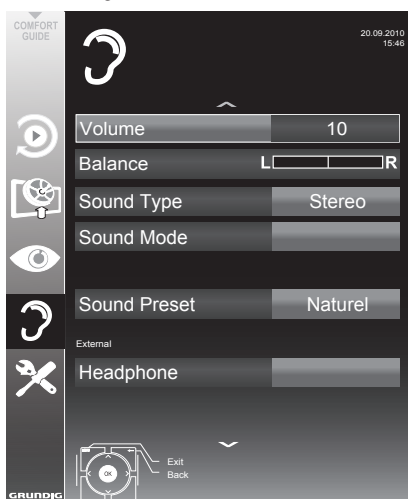 COMFORT
GUIDE
20.09.2010
15:46
Volume 10
Balance L R
Sound Type Stereo
Sound Mode
Sound Preset Naturel
External
Headphone
OK
Exit
Back
GRUNDIG